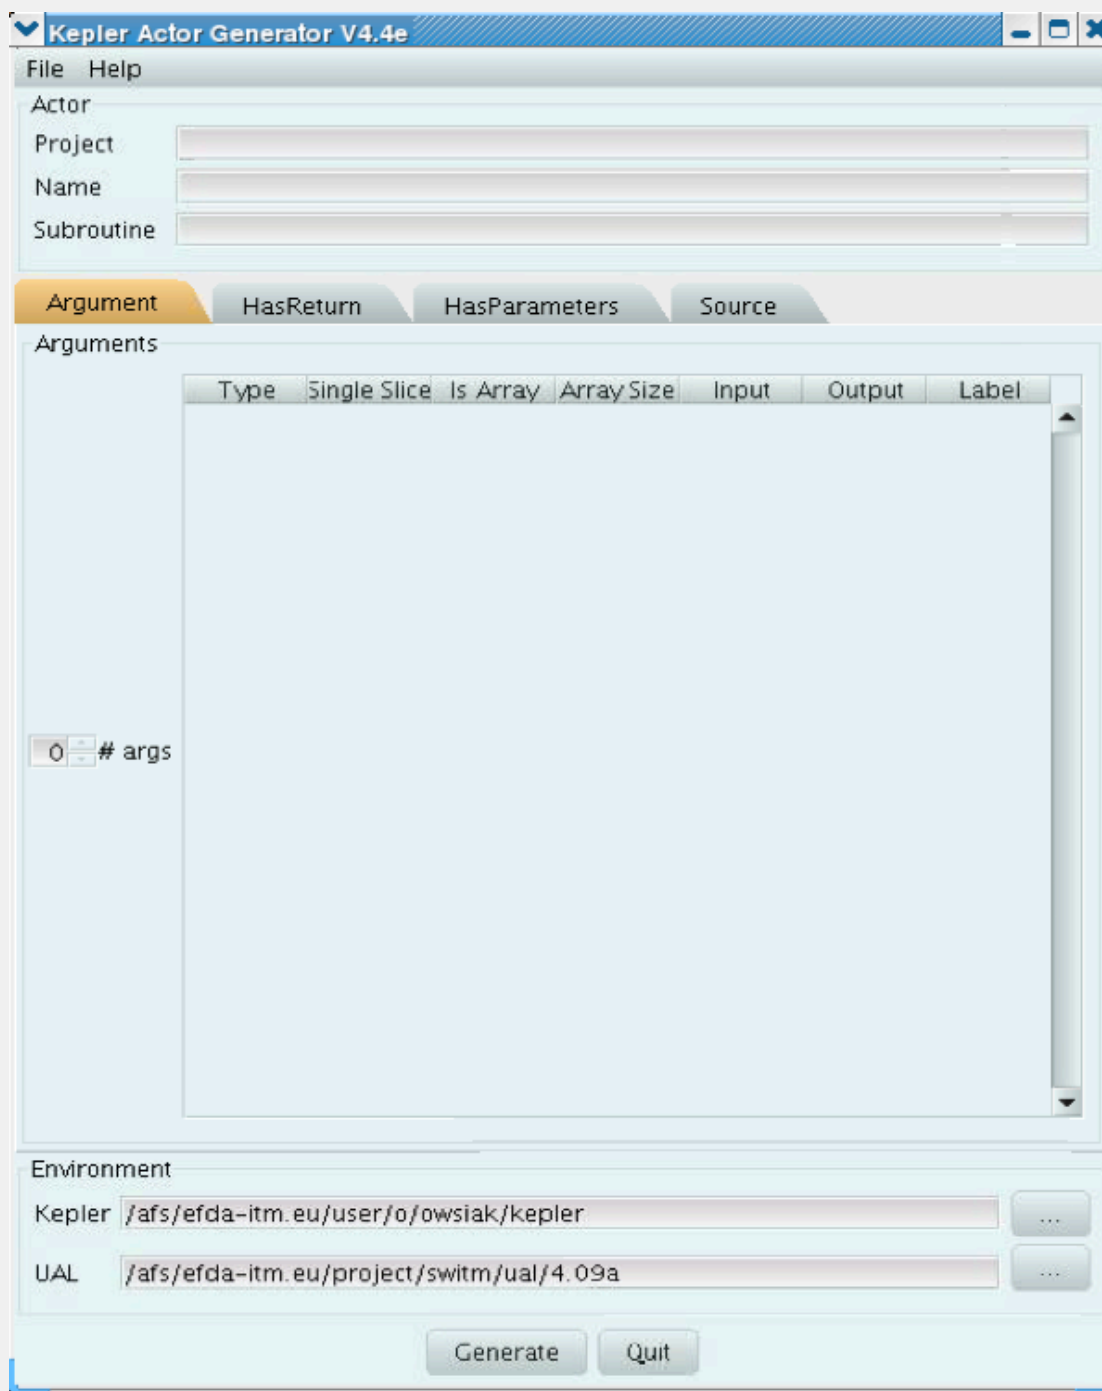 Kepler Actor Generator V4.4e
File Help
Actor
Project
Name
Subroutine
Argument HasReturn HasParameters Source
Arguments
Type Single Slice Is Array Array Size Input Output Label
0 # args
Environment
Kepler /afs/efda-itm.eu/user/o/owsiak/kepler ...
UAL /afs/efda-itm.eu/project/switm/ual/4.09a ...
Generate Quit